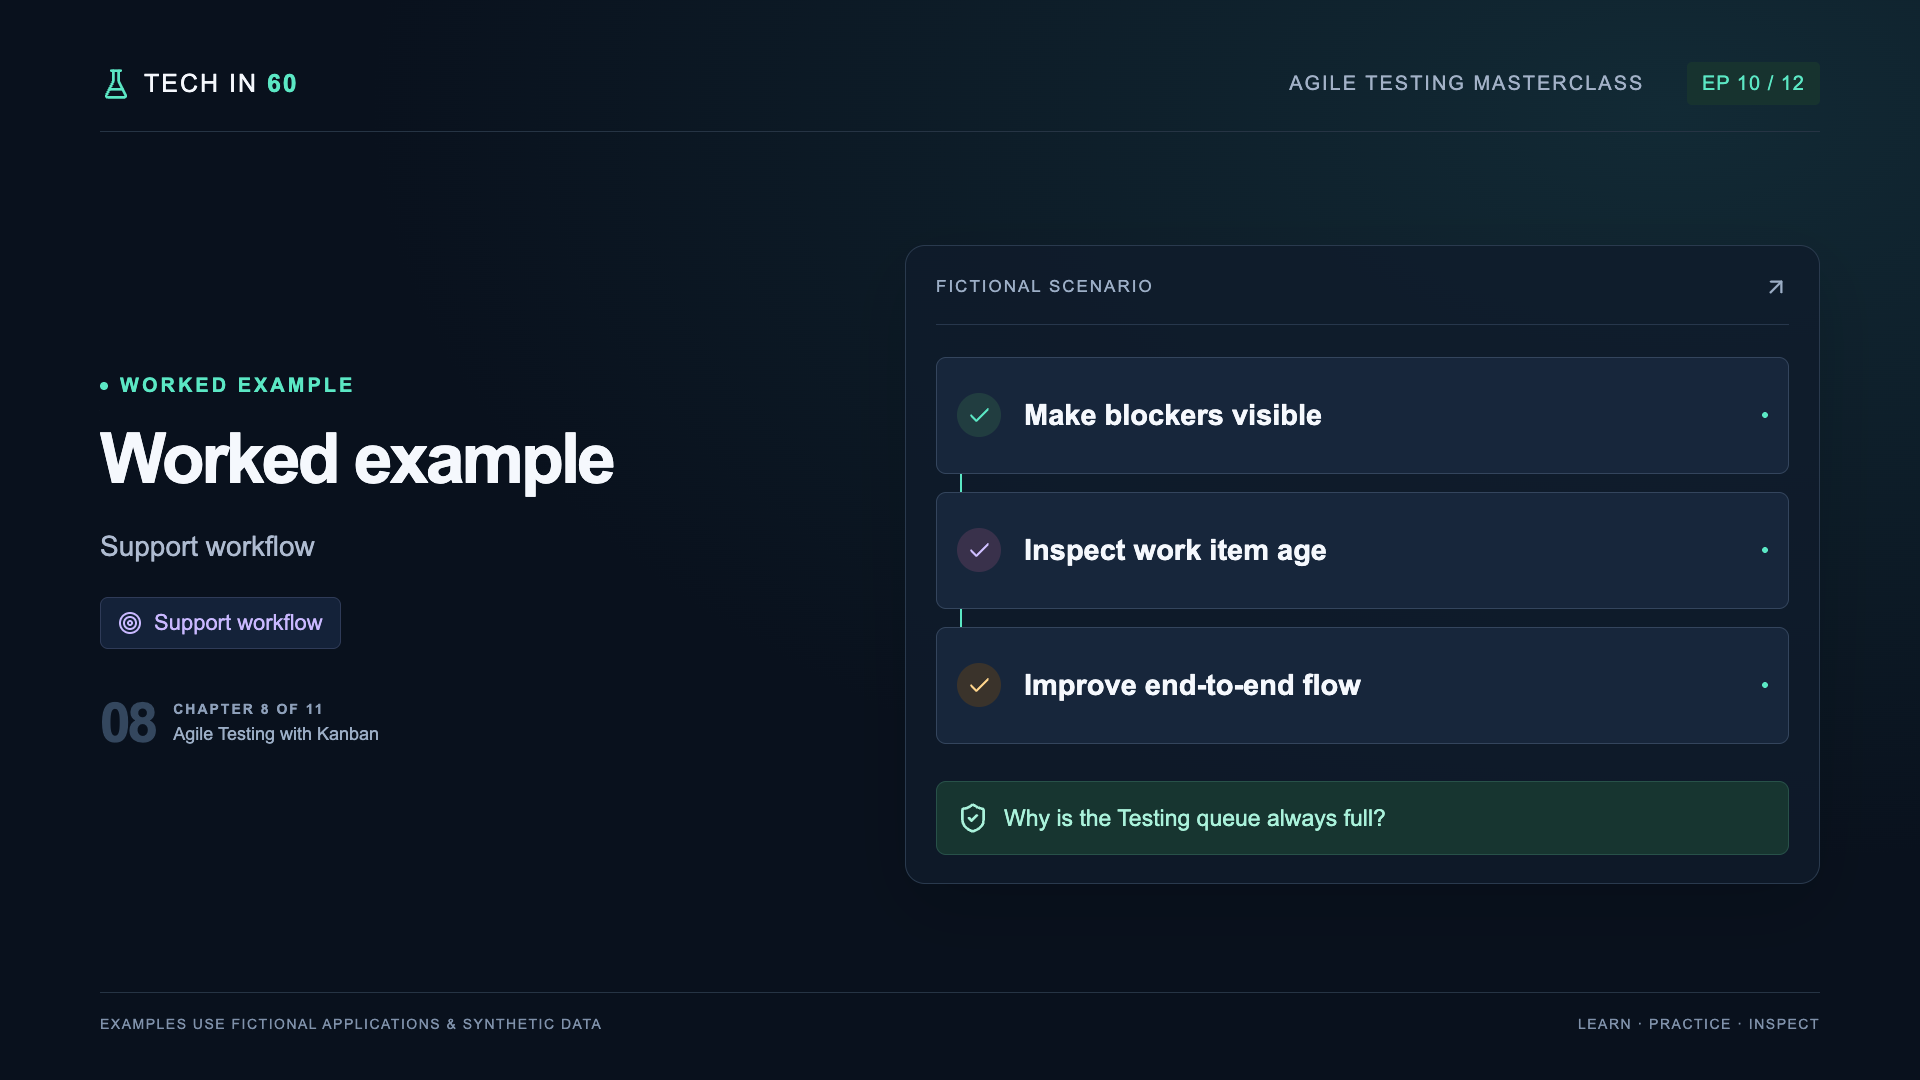 TECH IN 60
AGILE TESTING MASTERCLASS
EP 10 / 12
WORKED EXAMPLE
Worked example
Support workflow
Support workflow
08
CHAPTER 8 OF 11
Agile Testing with Kanban
FICTIONAL SCENARIO
Make blockers visible
Inspect work item age
Improve end-to-end flow
Why is the Testing queue always full?
EXAMPLES USE FICTIONAL APPLICATIONS & SYNTHETIC DATA
LEARN · PRACTICE · INSPECT